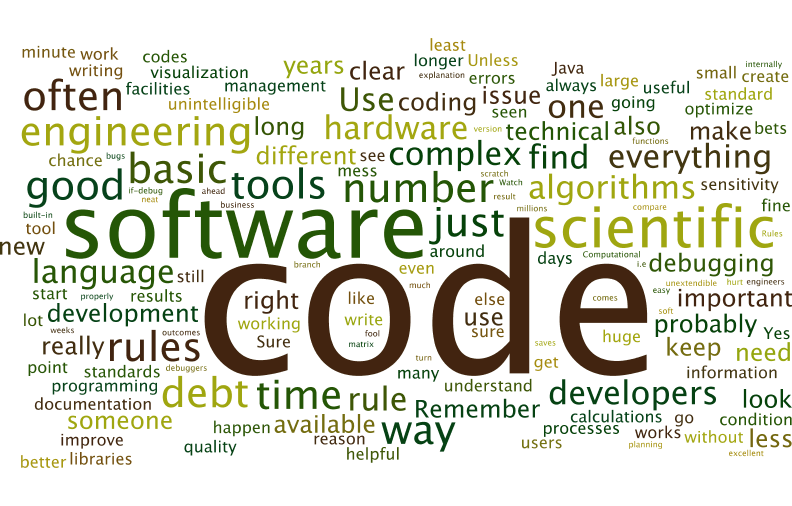 least
minute work codes longer Unless
writing visualization years clear explanation errors Java internally
facilities management always large small create
often unintelligible Use coding issue seen one going useful standard
optimize
engineering long hardware version technical also make bets
chance bugs basic different see complex find functions everything
mess scratch
good if-debug ahead tools number Watch algorithms sensitivity
neat result
built-in business millions compare fine
tool software just scientific Rules
new around days Computational
language still branch even i.e debugging
start properly results much unextendible hurt engineers
right like else comes easy important
lot development working write use soft probably Yes
weeks outcomes Sure fool sure
really rules matrix saves huge keep need
point standards debuggers code turn get information
programming debt time many understand developers look
documentation rule Remember
someone happen available way calculations go condition
processes works without less
improve quality reason users planning
better libraries helpful excellent